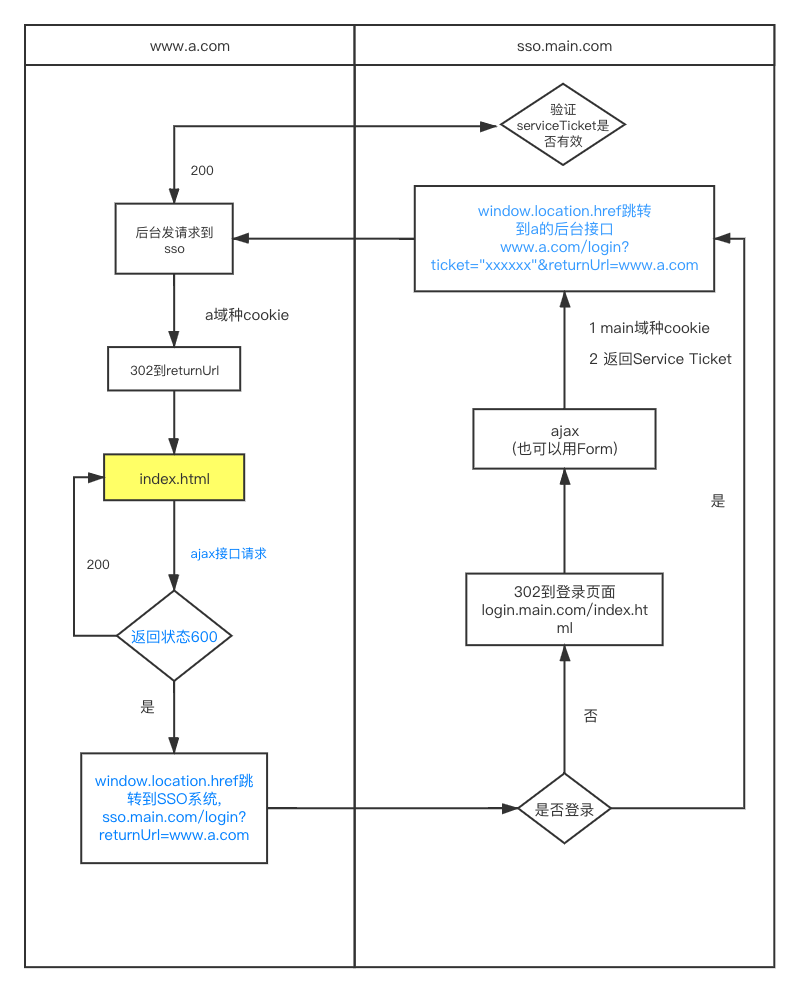 www.a.com
sso.main.com
验证
serviceTicket是
否有效
200
后台发请求到
sso
window.location.href跳转
到a的后台接口
www.a.com/login?
ticket="xxxxxx"&returnUrl=www.a.com
a域种cookie
1 main域种cookie
2 返回Service Ticket
302到returnUrl
ajax
（也可以用Form）
index.html
是
200
ajax接口请求
302到登录页面
login.main.com/index.ht
ml
返回状态600
是
否
window.location.href跳
转到SSO系统,
sso.main.com/login?
returnUrl=www.a.com
是否登录